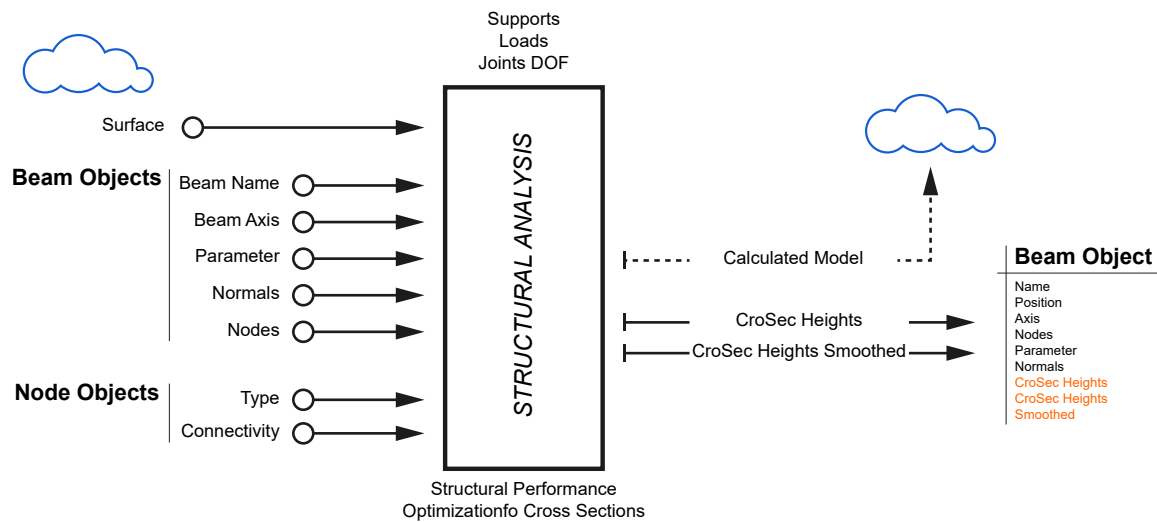 Supports
Loads
Joints DOF
Surface
Beam Objects
Beam Name
Beam Axis
Parameter
Normals
Nodes
Node Objects
Type
Connectivity
STRUCTURAL ANALYSIS
Structural Performance
Optimizationfo Cross Sections
Calculated Model
CroSec Heights
CroSec Heights Smoothed
Beam Object
Name
Position
Axis
Nodes
Parameter
Normals
CroSec Heights
CroSec Heights
Smoothed